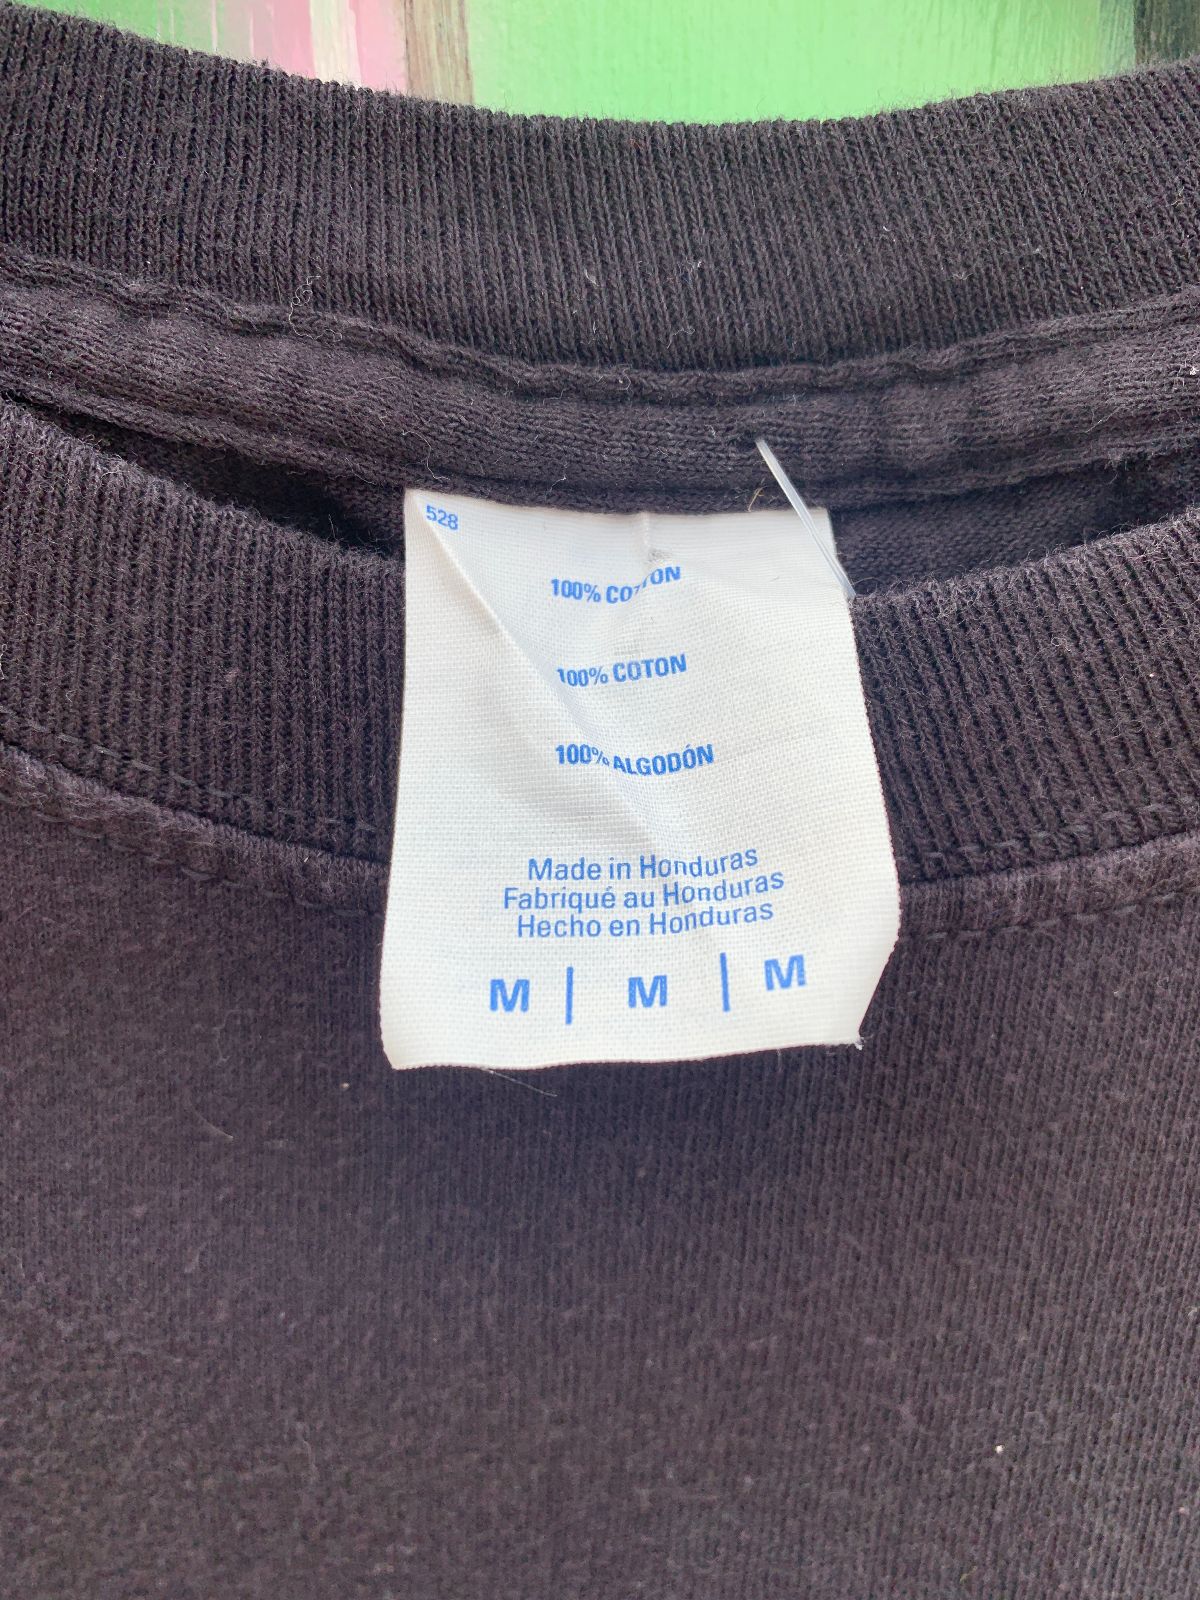 528
100% COTTON
100% COTON
100% ALGODÓN
Made in Honduras
Fabriqué au Honduras
Hecho en Honduras
M | M | M